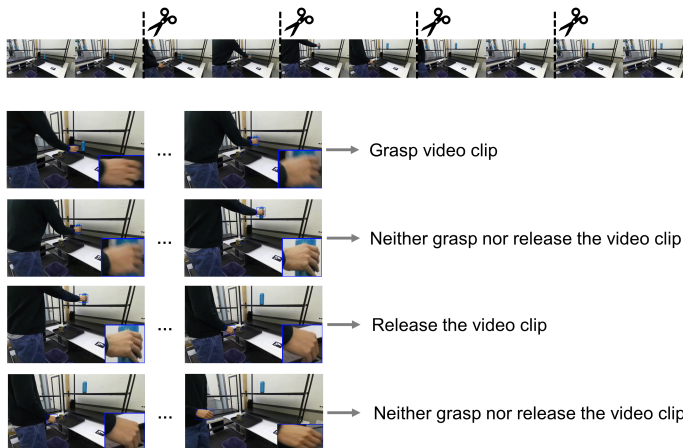 ... Grasp video clip
... Neither grasp nor release the video clip
... Release the video clip
... Neither grasp nor release the video clip